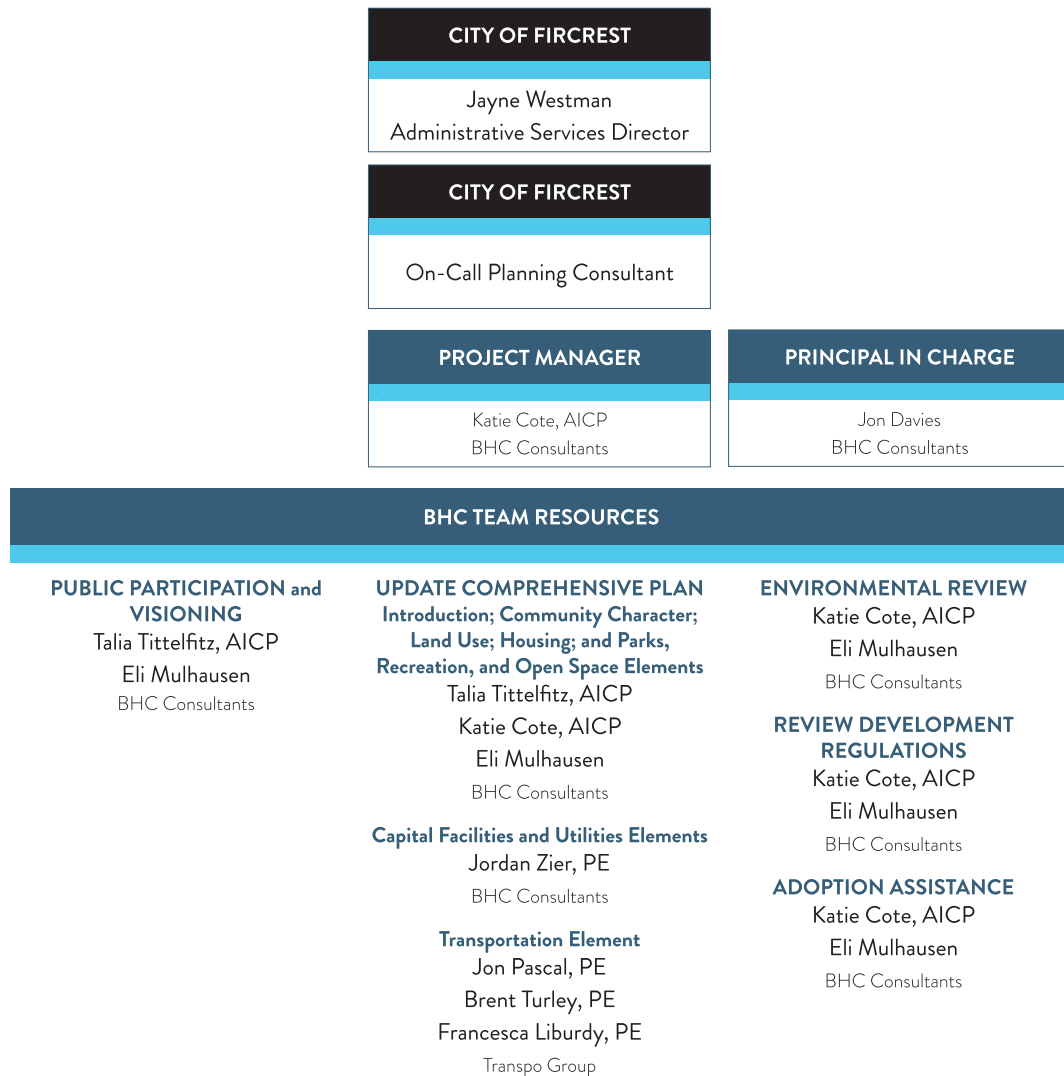 CITY OF FIRCREST
Jayne Westman
Administrative Services Director
CITY OF FIRCREST
On-Call Planning Consultant
PROJECT MANAGER
Katie Cote, AICP
BHC Consultants
PRINCIPAL IN CHARGE
Jon Davies
BHC Consultants
BHC TEAM RESOURCES
PUBLIC PARTICIPATION and
VISIONING
Talia Tittelfitz, AICP
Eli Mulhausen
BHC Consultants
UPDATE COMPREHENSIVE PLAN
Introduction; Community Character;
Land Use; Housing; and Parks,
Recreation, and Open Space Elements
Talia Tittelfitz, AICP
Katie Cote, AICP
Eli Mulhausen
BHC Consultants
Capital Facilities and Utilities Elements
Jordan Zier, PE
BHC Consultants
Transportation Element
Jon Pascal, PE
Brent Turley, PE
Francesca Liburdy, PE
Transpo Group
ENVIRONMENTAL REVIEW
Katie Cote, AICP
Eli Mulhausen
BHC Consultants
REVIEW DEVELOPMENT
REGULATIONS
Katie Cote, AICP
Eli Mulhausen
BHC Consultants
ADOPTION ASSISTANCE
Katie Cote, AICP
Eli Mulhausen
BHC Consultants